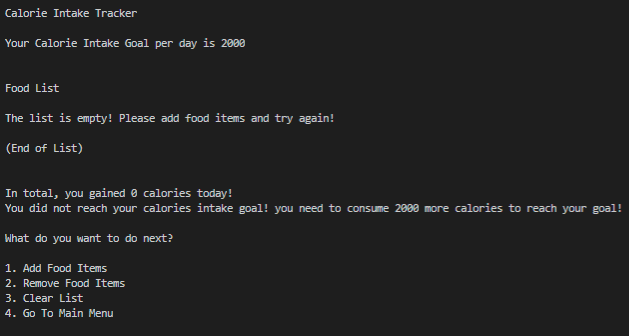 Calorie Intake Tracker
Your Calorie Intake Goal per day is 2000
Food List
The list is empty! Please add food items and try again!
(End of List)
In total, you gained 0 calories today!
You did not reach your calories intake goal! you need to consume 2000 more calories to reach your goal!
What do you want to do next?
1. Add Food Items
2. Remove Food Items
3. Clear List
4. Go To Main Menu